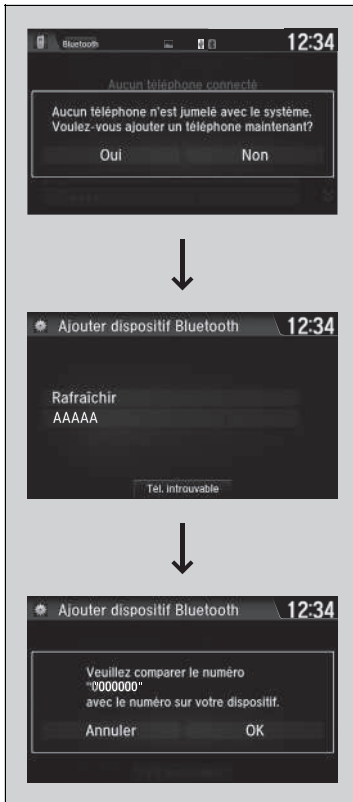 Bluetooth
12:34
Aucun téléphone connecté
Aucun téléphone n'est jumelé avec le système.
Voulez-vous ajouter un téléphone maintenant?
Oui Non
Ajouter dispositif Bluetooth 12:34
Rafraîchir
AAAAA
Tél. introuvable
Ajouter dispositif Bluetooth 12:34
Veuillez comparer le numéro
"000000"
avec le numéro sur votre dispositif.
Annuler OK